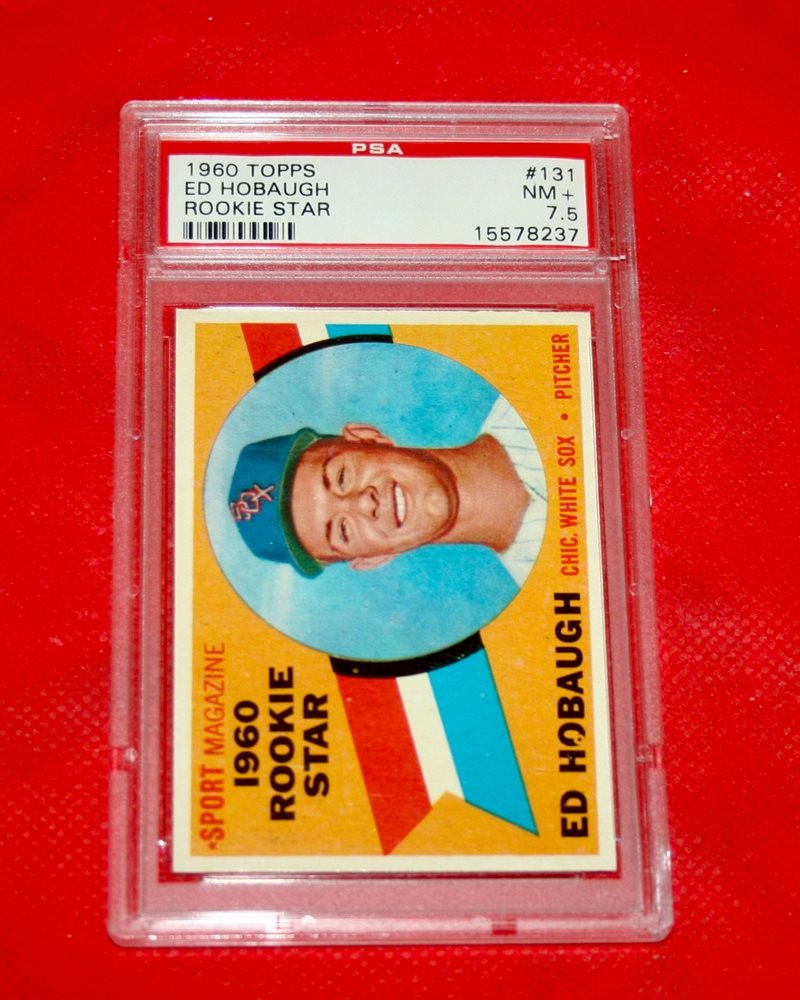 PSA
1960 TOPPS #131
ED HOBAUGH NM+
ROOKIE STAR 7.5
15578237
*SPORT MAGAZINE
1960
ROOKIE
STAR
SOX
ED HOBAUGH CHIC. WHITE SOX • PITCHER